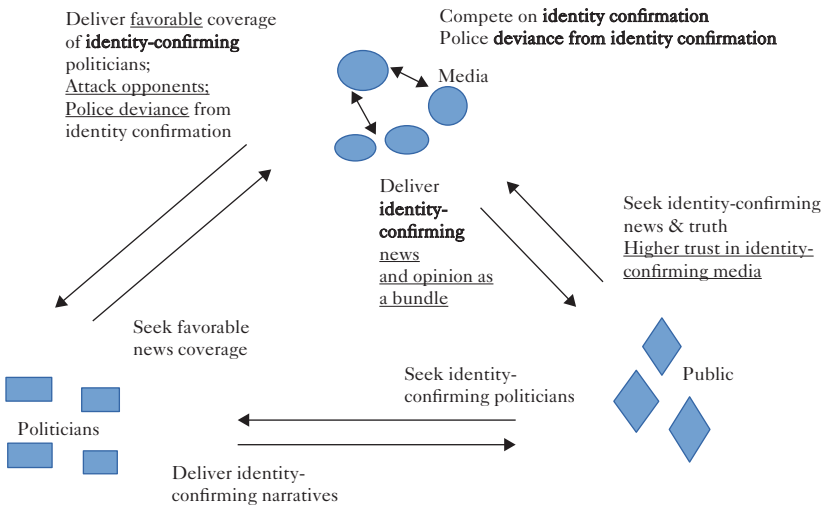 Deliver favorable coverage
of identity-confirming
politicians;
Attack opponents;
Police deviance from
identity confirmation
Compete on identity confirmation
Police deviance from identity confirmation
Media
Deliver
identity-
confirming
news
and opinion as
a bundle
Seek identity-confirming
news & truth
Higher trust in identity-
confirming media
Seek favorable
news coverage
Seek identity-
confirming politicians
Public
Politicians
Deliver identity-
confirming narratives